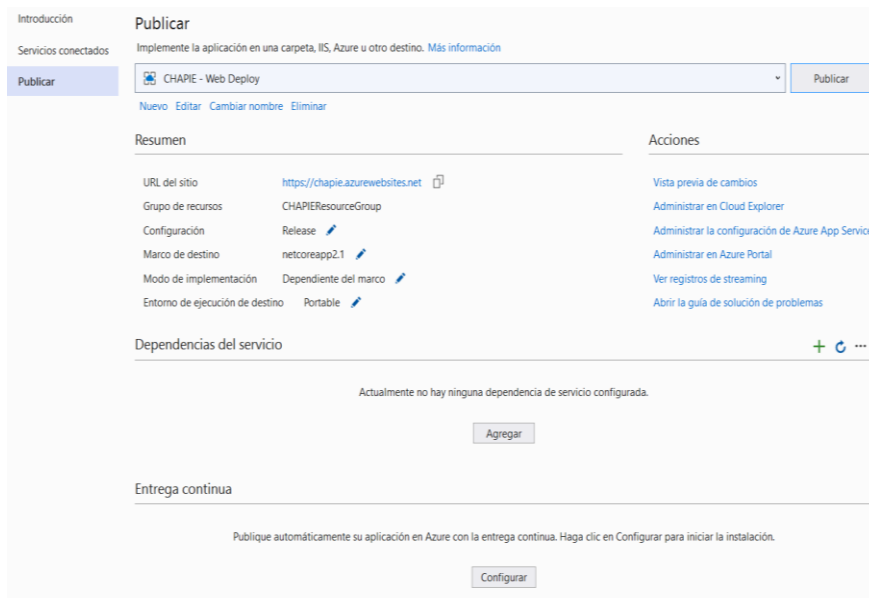 Introducción
Servicios conectados
Publicar
Publicar
Implemente la aplicación en una carpeta, IIS, Azure u otro destino. Más información
CHAPIE - Web Deploy
Publicar
Nuevo Editar Cambiar nombre Eliminar
Resumen
URL del sitio https://chapie.azurewebsites.net
Grupo de recursos CHAPIEResourceGroup
Configuración Release
Marco de destino netcoreapp2.1
Modo de implementación Dependiente del marco
Entorno de ejecución de destino Portable
Acciones
Vista previa de cambios
Administrar en Cloud Explorer
Administrar la configuración de Azure App Service
Administrar en Azure Portal
Ver registros de streaming
Abrir la guía de solución de problemas
Dependencias del servicio
Actualmente no hay ninguna dependencia de servicio configurada.
Agregar
Entrega continua
Publique automáticamente su aplicación en Azure con la entrega continua. Haga clic en Configurar para iniciar la instalación.
Configurar